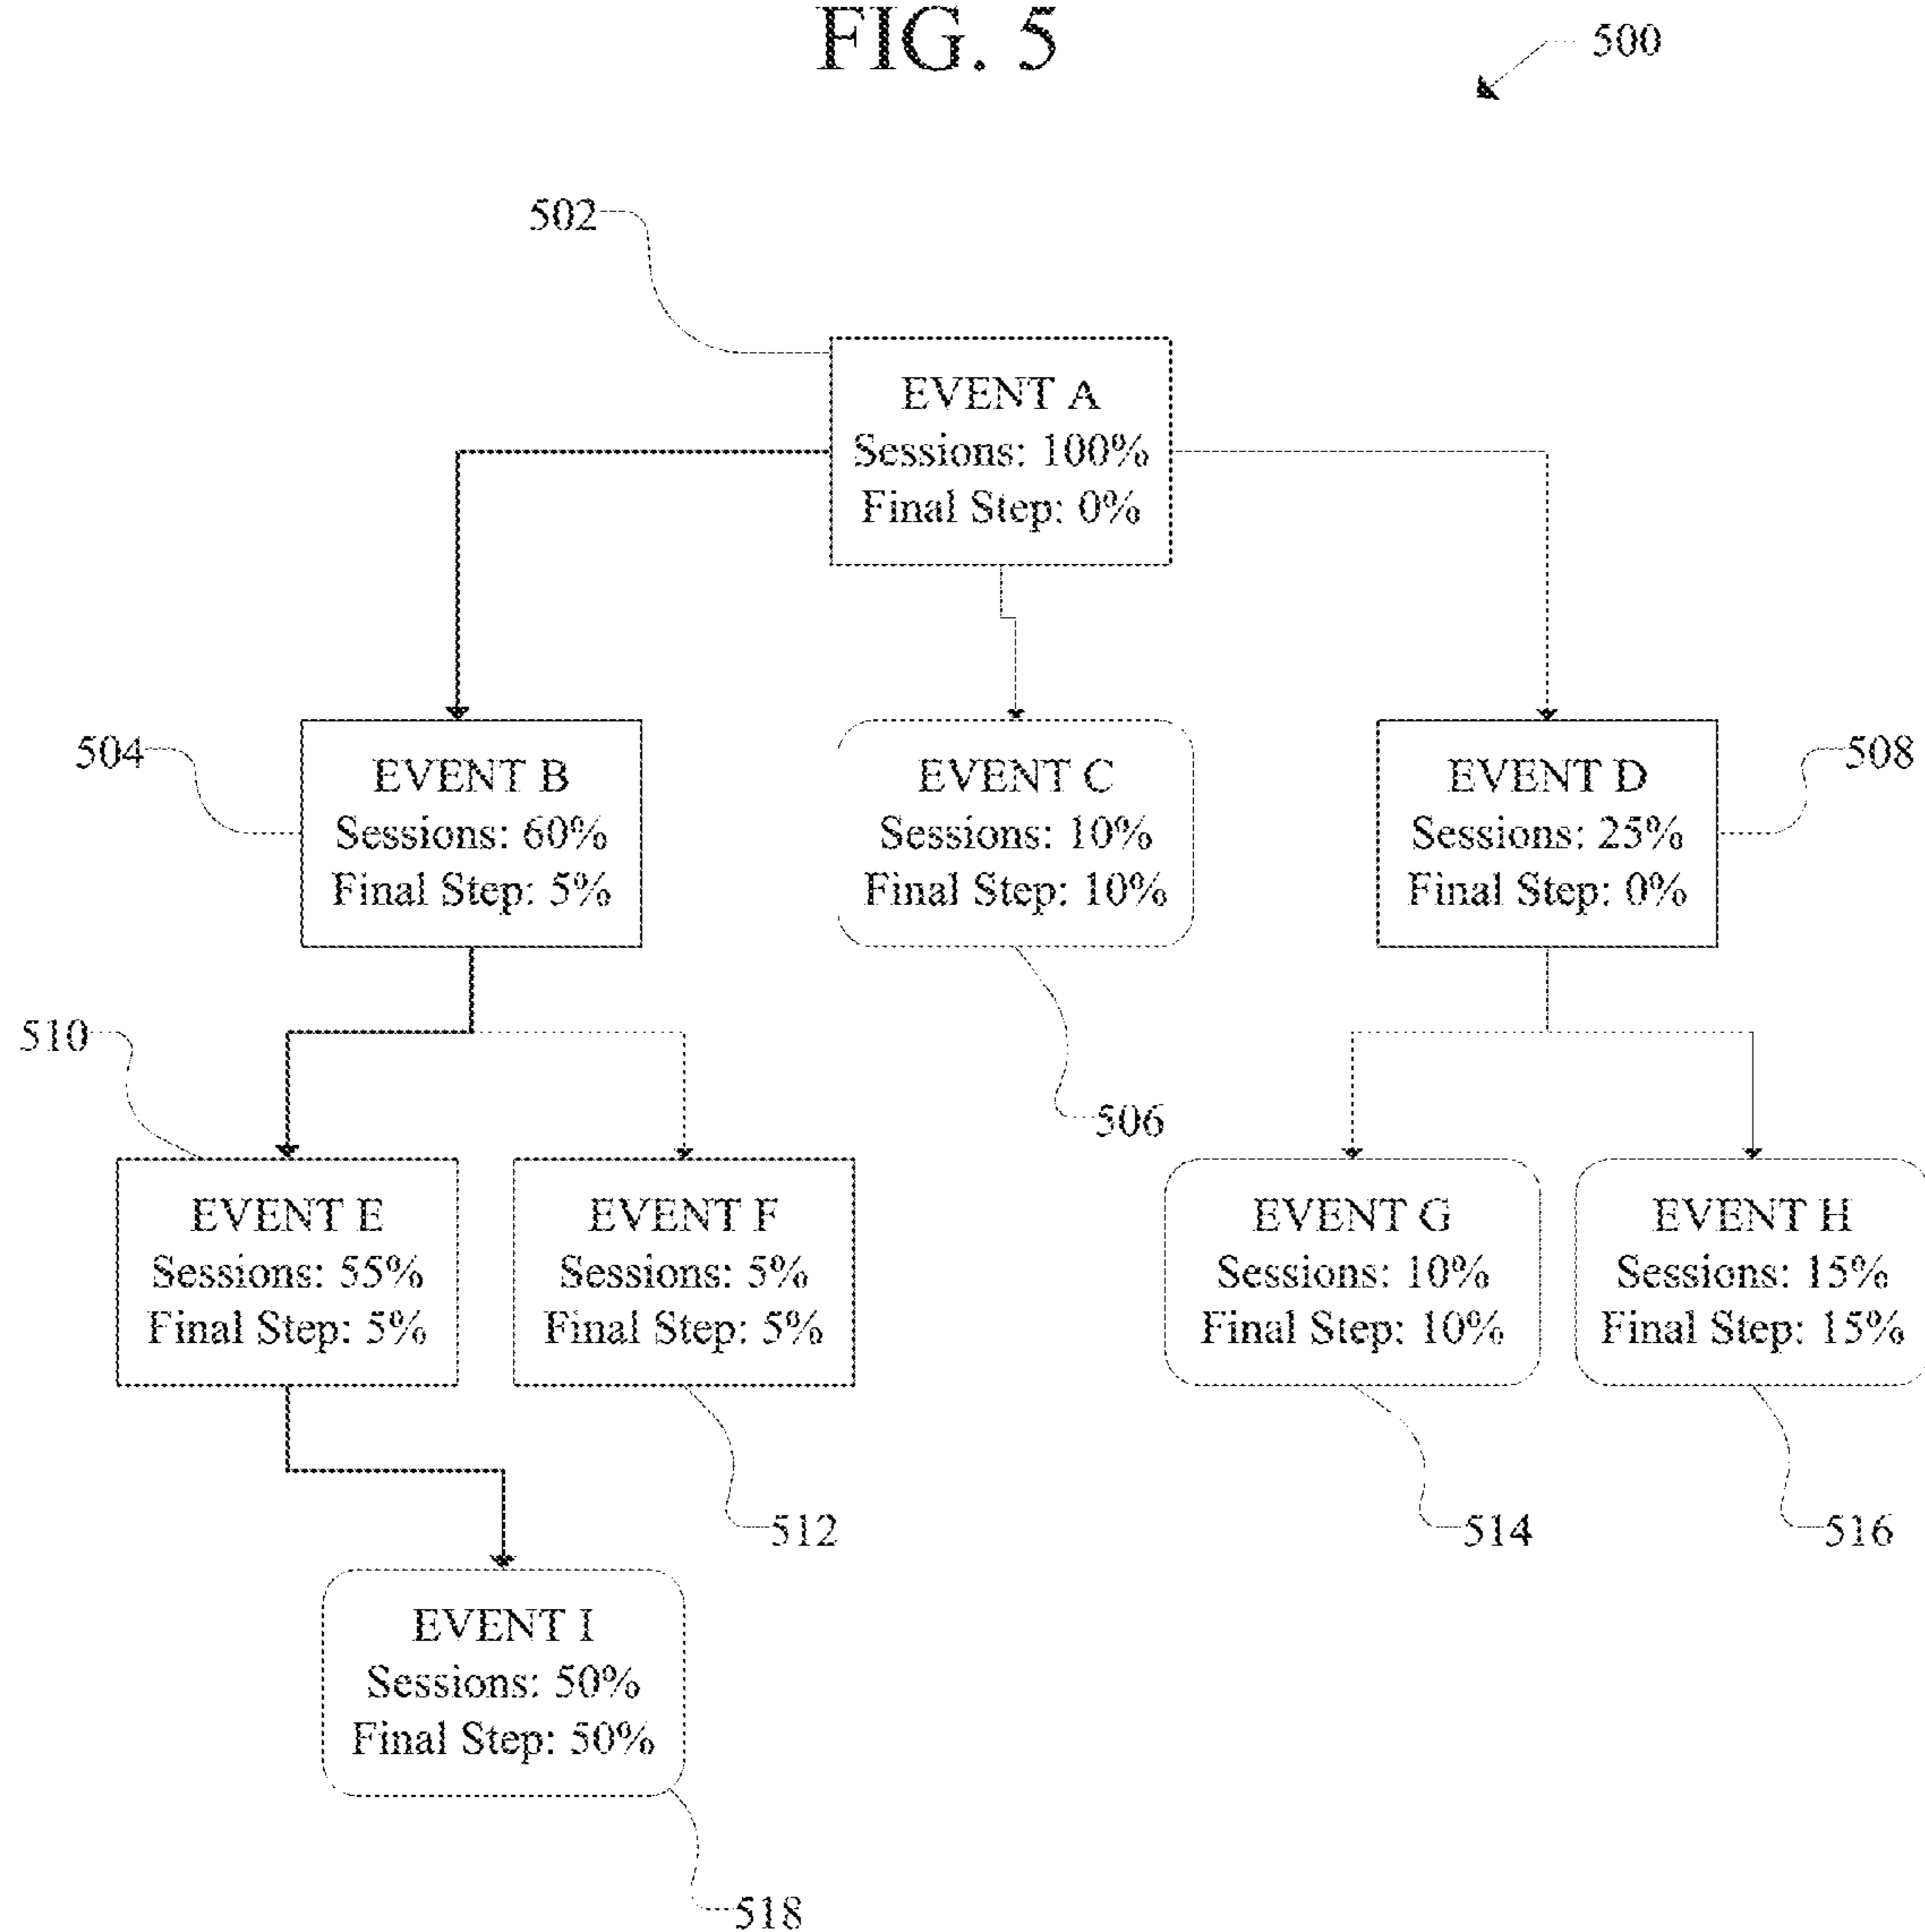 FIG. 5
500
502
EVENT A
Sessions: 100%
Final Step: 0%
504
EVENT B
Sessions: 60%
Final Step: 5%
EVENT C
Sessions: 10%
Final Step: 10%
EVENT D
Sessions: 25%
Final Step: 0%
508
510
506
EVENT E
Sessions: 55%
Final Step: 5%
EVENT F
Sessions: 5%
Final Step: 5%
EVENT G
Sessions: 10%
Final Step: 10%
EVENT H
Sessions: 15%
Final Step: 15%
512
514
516
EVENT I
Sessions: 50%
Final Step: 50%
518